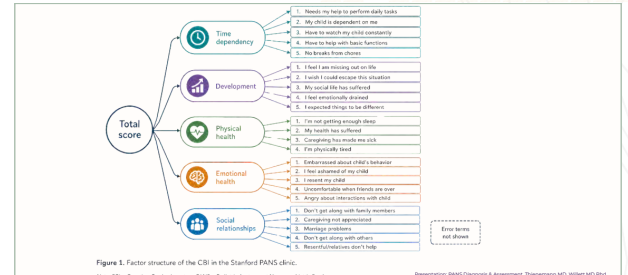 Total
score
Time
dependency
1. Needs my help to perform daily tasks
2. My child is dependent on me
3. Have to watch my child constantly
4. Have to help with basic functions
5. No breaks from chores
Development
1. I feel I am missing out on life
2. I wish I could escape this situation
3. My social life has suffered
4. I feel emotionally drained
5. I expected things to be different
Physical
health
1. I'm not getting enough sleep
2. My health has suffered
3. Caregiving has made me sick
4. I'm physically tired
Emotional
health
1. Embarrassed about child's behavior
2. I feel ashamed of my child
3. I resent my child
4. Uncomfortable when friends are over
5. Angry about interactions with child
Social
relationships
1. Don't get along with family members
2. Caregiving not appreciated
3. Marriage problems
4. Don't get along with others
5. Resentful/relatives don't help
Error terms
not shown
Figure 1. Factor structure of the CBI in the Stanford PANS clinic.